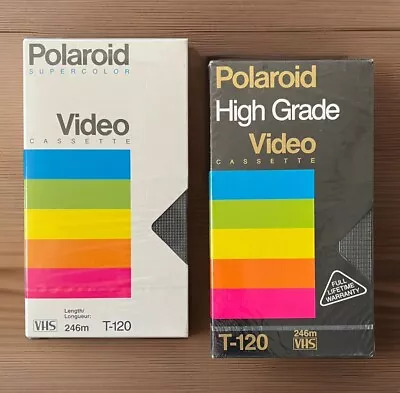 Polaroid
SUPERCOLOR
Video
CASSETTE
Length/
Longueur:
VHS 246m T-120
Polaroid
High Grade
Video
CASSETTE
FULL
LIFETIME
WARRANTY
246m
T-120 VHS